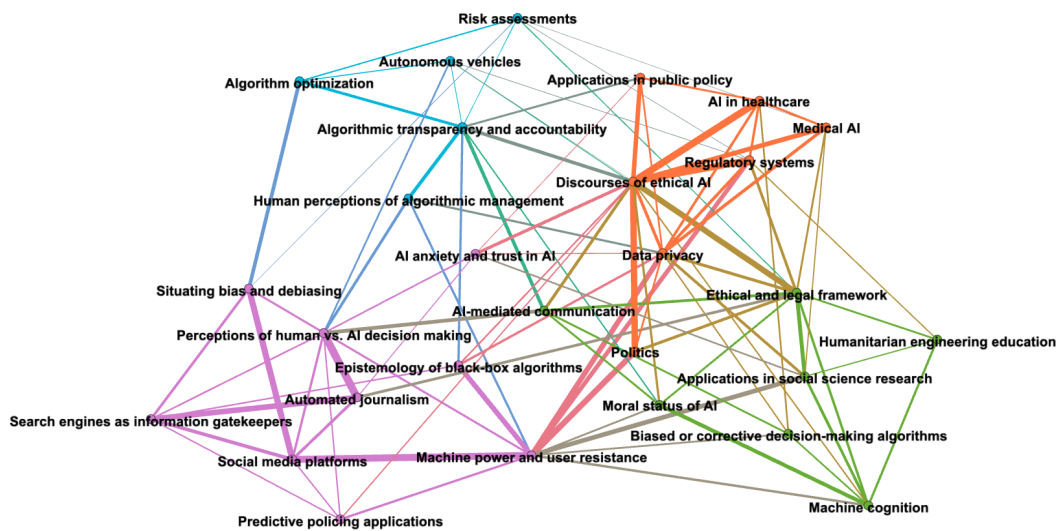 Risk assessments
Autonomous vehicles
Algorithm optimization
Applications in public policy
AI in healthcare
Algorithmic transparency and accountability
Medical AI
Regulatory systems
Discourses of ethical AI
Human perceptions of algorithmic management
AI anxiety and trust in AI
Data privacy
Situating bias and debiasing
Ethical and legal framework
AI-mediated communication
Perceptions of human vs. AI decision making
Humanitarian engineering education
Politics
Epistemology of black-box algorithms
Applications in social science research
Automated journalism
Moral status of AI
Search engines as information gatekeepers
Biased or corrective decision-making algorithms
Social media platforms
Machine power and user resistance
Machine cognition
Predictive policing applications